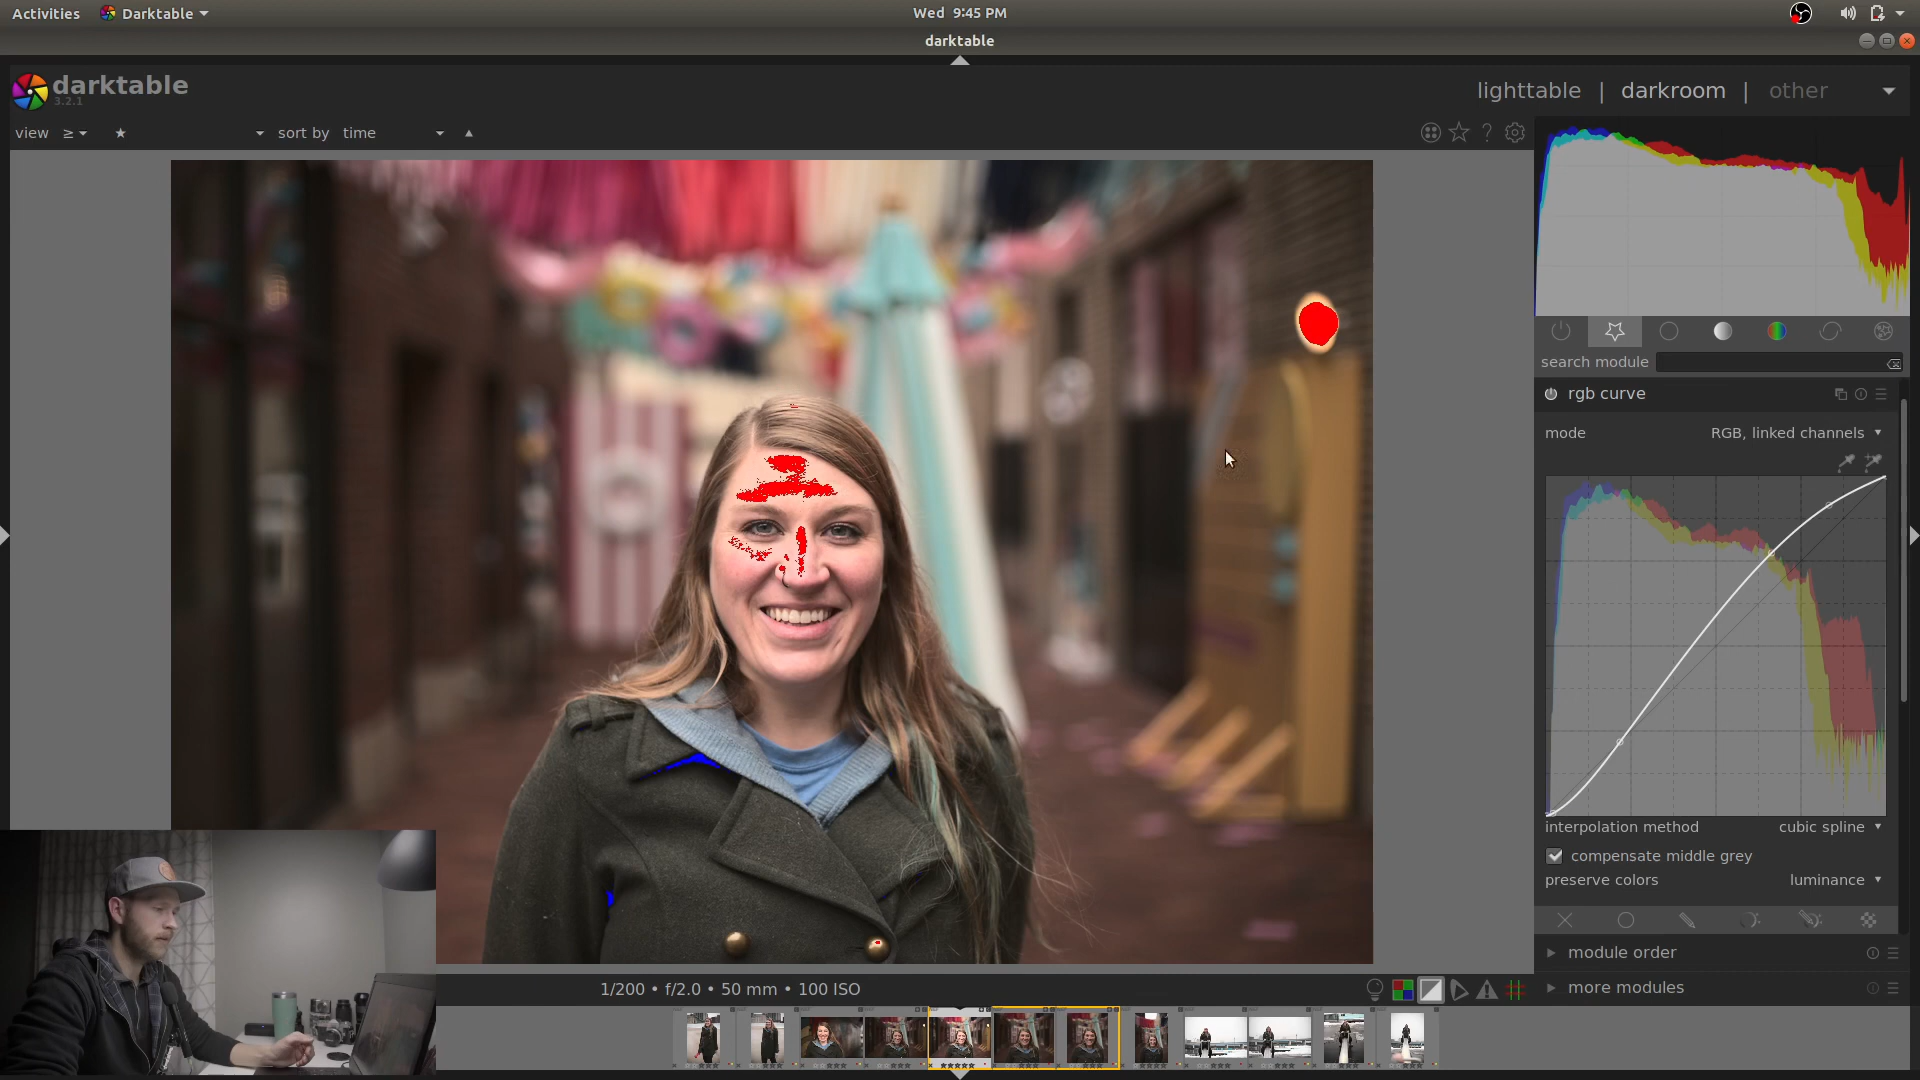 Activities Darktable Wed 9:45 PM
darktable
darktable
3.2.1
lighttable | darkroom | other
view ≥ ★ sort by time
search module
rgb curve
mode RGB, linked channels
interpolation method cubic spline
compensate middle grey
preserve colors luminance
module order
more modules
1/200 • f/2.0 • 50 mm • 100 ISO